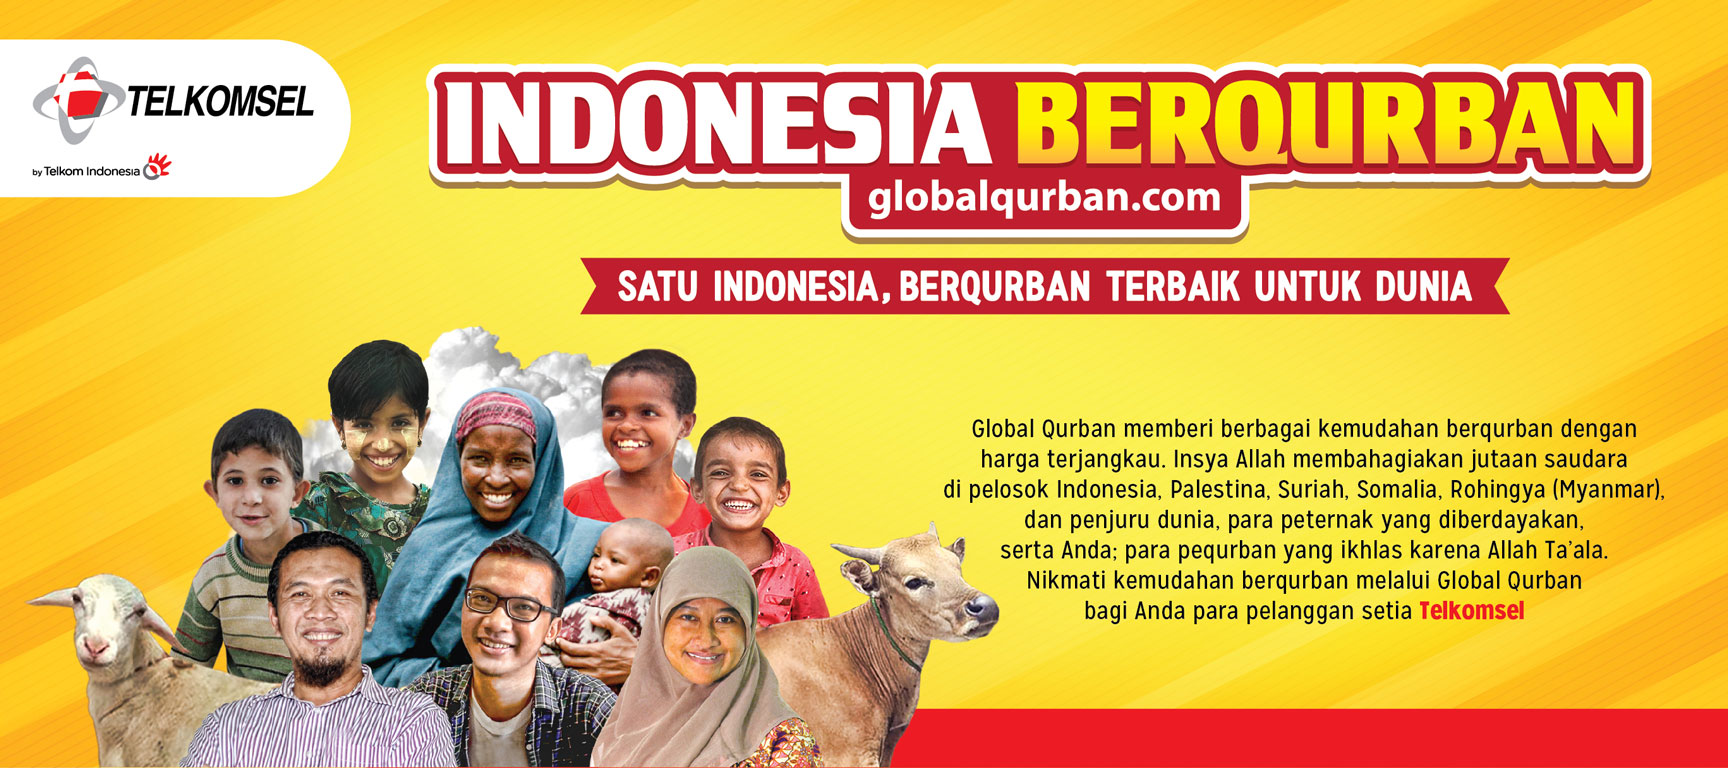 TELKOMSEL
by Telkom Indonesia
INDONESIA BERQURBAN
globalqurban.com
SATU INDONESIA, BERQURBAN TERBAIK UNTUK DUNIA
Global Qurban memberi berbagai kemudahan berqurban dengan
harga terjangkau. Insya Allah membahagiakan jutaan saudara
di pelosok Indonesia, Palestina, Suriah, Somalia, Rohingya (Myanmar),
dan penjuru dunia, para peternak yang diberdayakan,
serta Anda; para pequrban yang ikhlas karena Allah Ta'ala.
Nikmati kemudahan berqurban melalui Global Qurban
bagi Anda para pelanggan setia Telkomsel